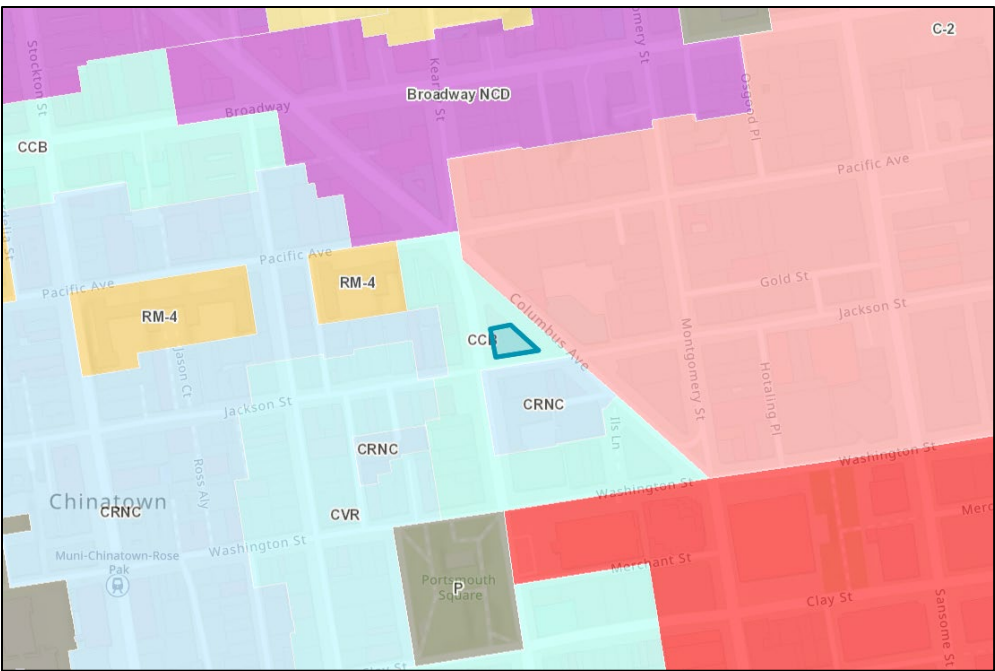 C-2
Stockton St
Kearny St
Broadway NCD
Osgood Pl
Broadway
CCB
Pacific Ave
Pacific Ave
Pacific Ave
RM-4
RM-4
Gold St
Columbus Ave
Jackson St
CCB
Montgomery St
Hotaling Pl
Jason Ct
Jackson St
CRNC
Ils Ln
CRNC
Ross Aly
Washington St
Chinatown
CRNC
CVR
Washington St
Washington St
Muni-Chinatown-Rose
Pak
Merchant St
Portsmouth
Square
P
Clay St
Sansome St